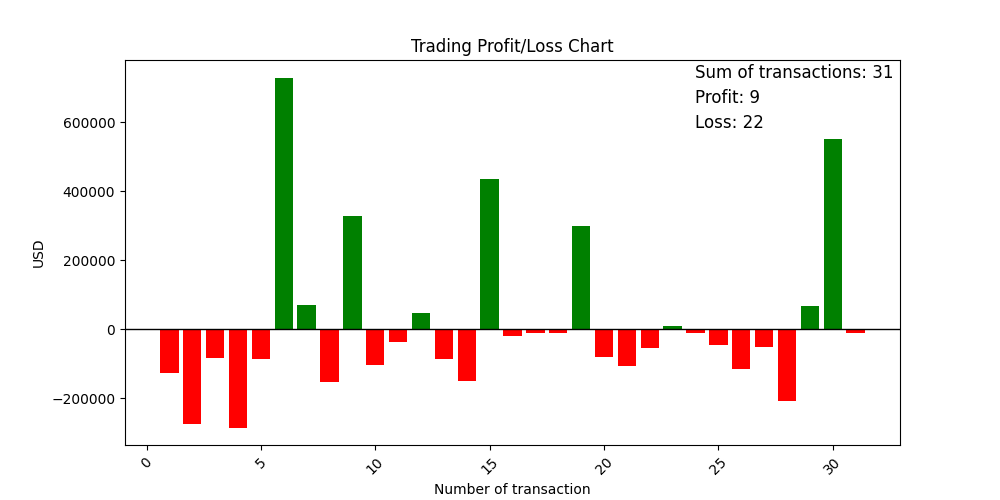 Trading Profit/Loss Chart
Sum of transactions: 31
Profit: 9
Loss: 22
USD
600000
400000
200000
0
−200000
0
5
10
15
20
25
30
Number of transaction